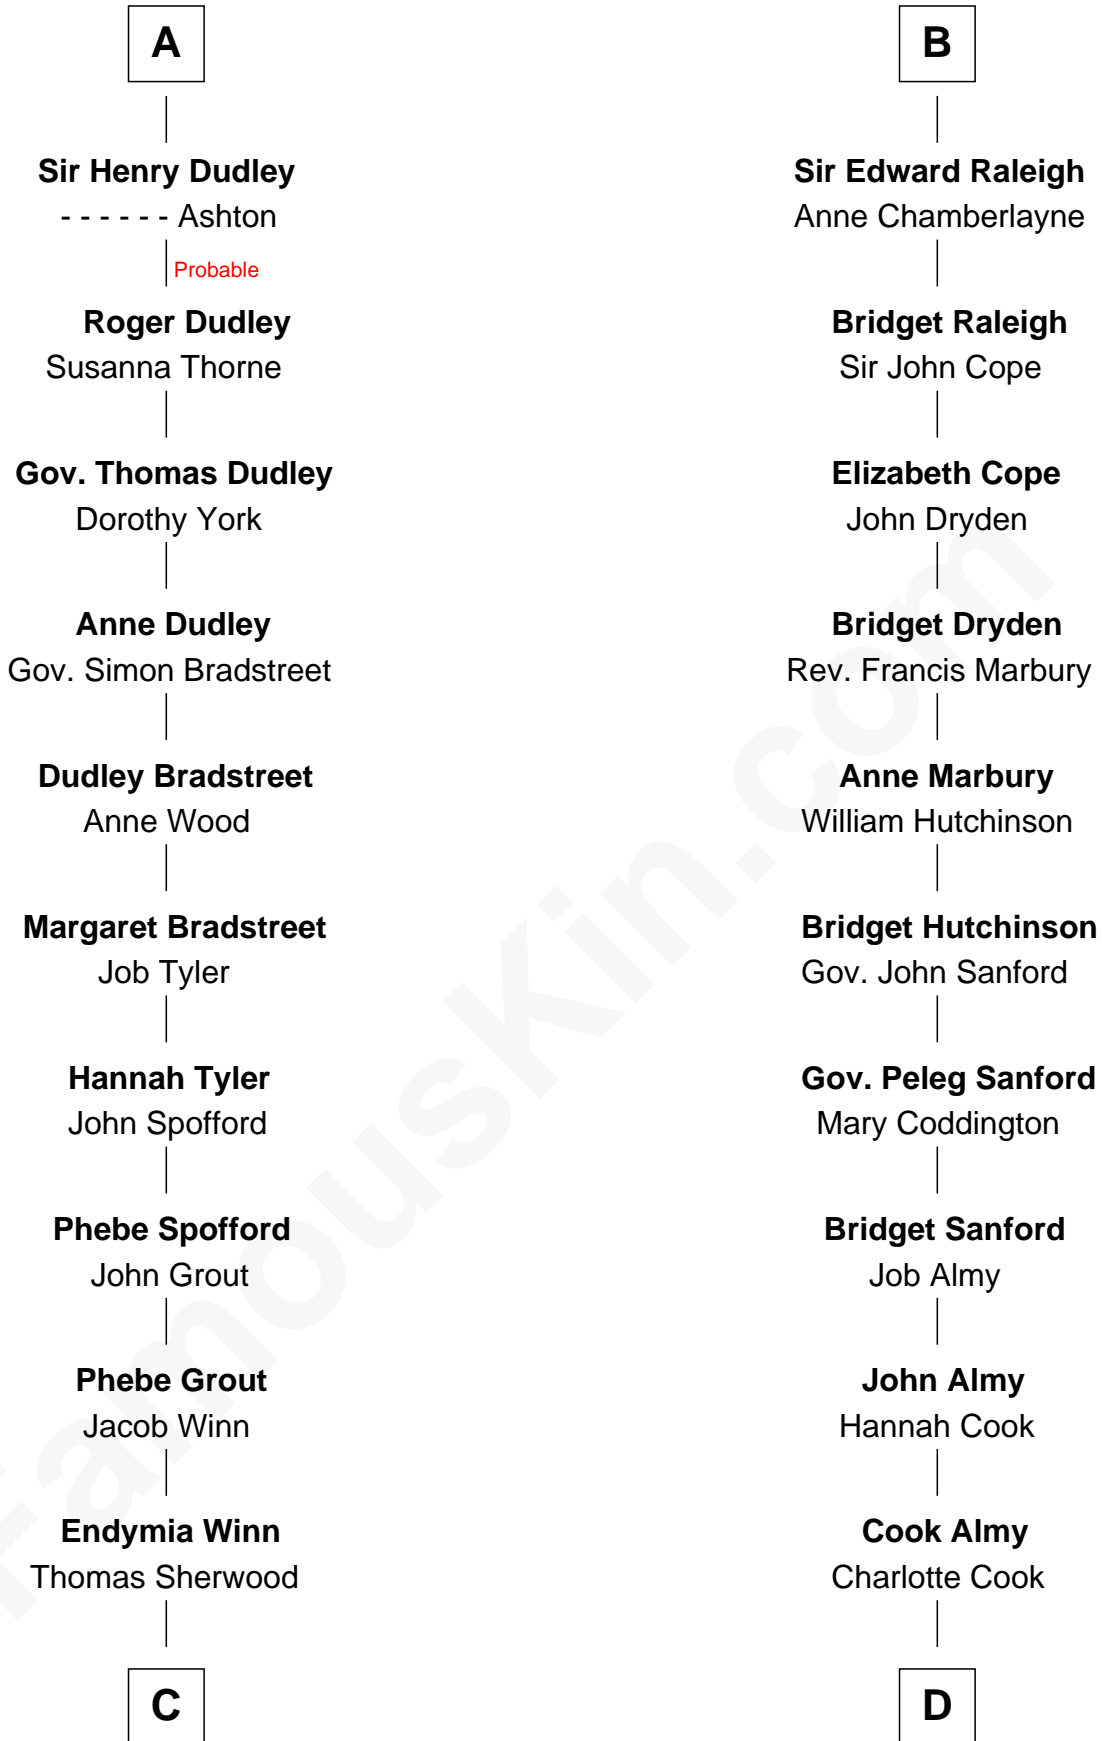 A
Sir Henry Dudley
- - - - - - Ashton
Probable
Roger Dudley
Susanna Thorne
Gov. Thomas Dudley
Dorothy York
Anne Dudley
Gov. Simon Bradstreet
Dudley Bradstreet
Anne Wood
Margaret Bradstreet
Job Tyler
Hannah Tyler
John Spofford
Phebe Spofford
John Grout
Phebe Grout
Jacob Winn
Endymia Winn
Thomas Sherwood
C
B
Sir Edward Raleigh
Anne Chamberlayne
Bridget Raleigh
Sir John Cope
Elizabeth Cope
John Dryden
Bridget Dryden
Rev. Francis Marbury
Anne Marbury
William Hutchinson
Bridget Hutchinson
Gov. John Sanford
Gov. Peleg Sanford
Mary Coddington
Bridget Sanford
Job Almy
John Almy
Hannah Cook
Cook Almy
Charlotte Cook
D
FamousKin.com